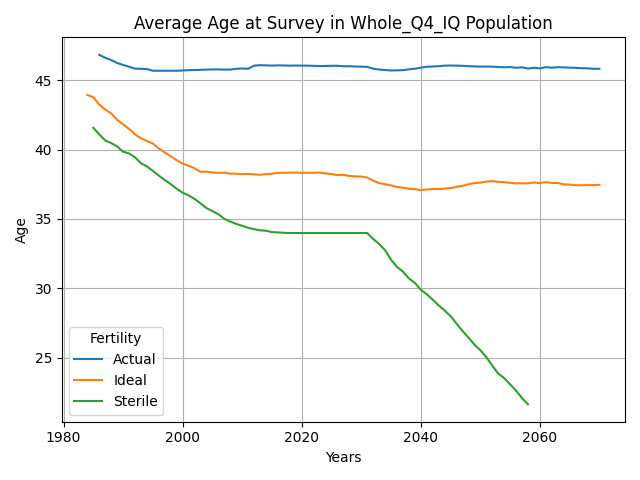 Average Age at Survey in Whole_Q4_IQ Population
Age
45
40
35
30
25
Fertility
Actual
Ideal
Sterile
1980
2000
2020
2040
2060
Years